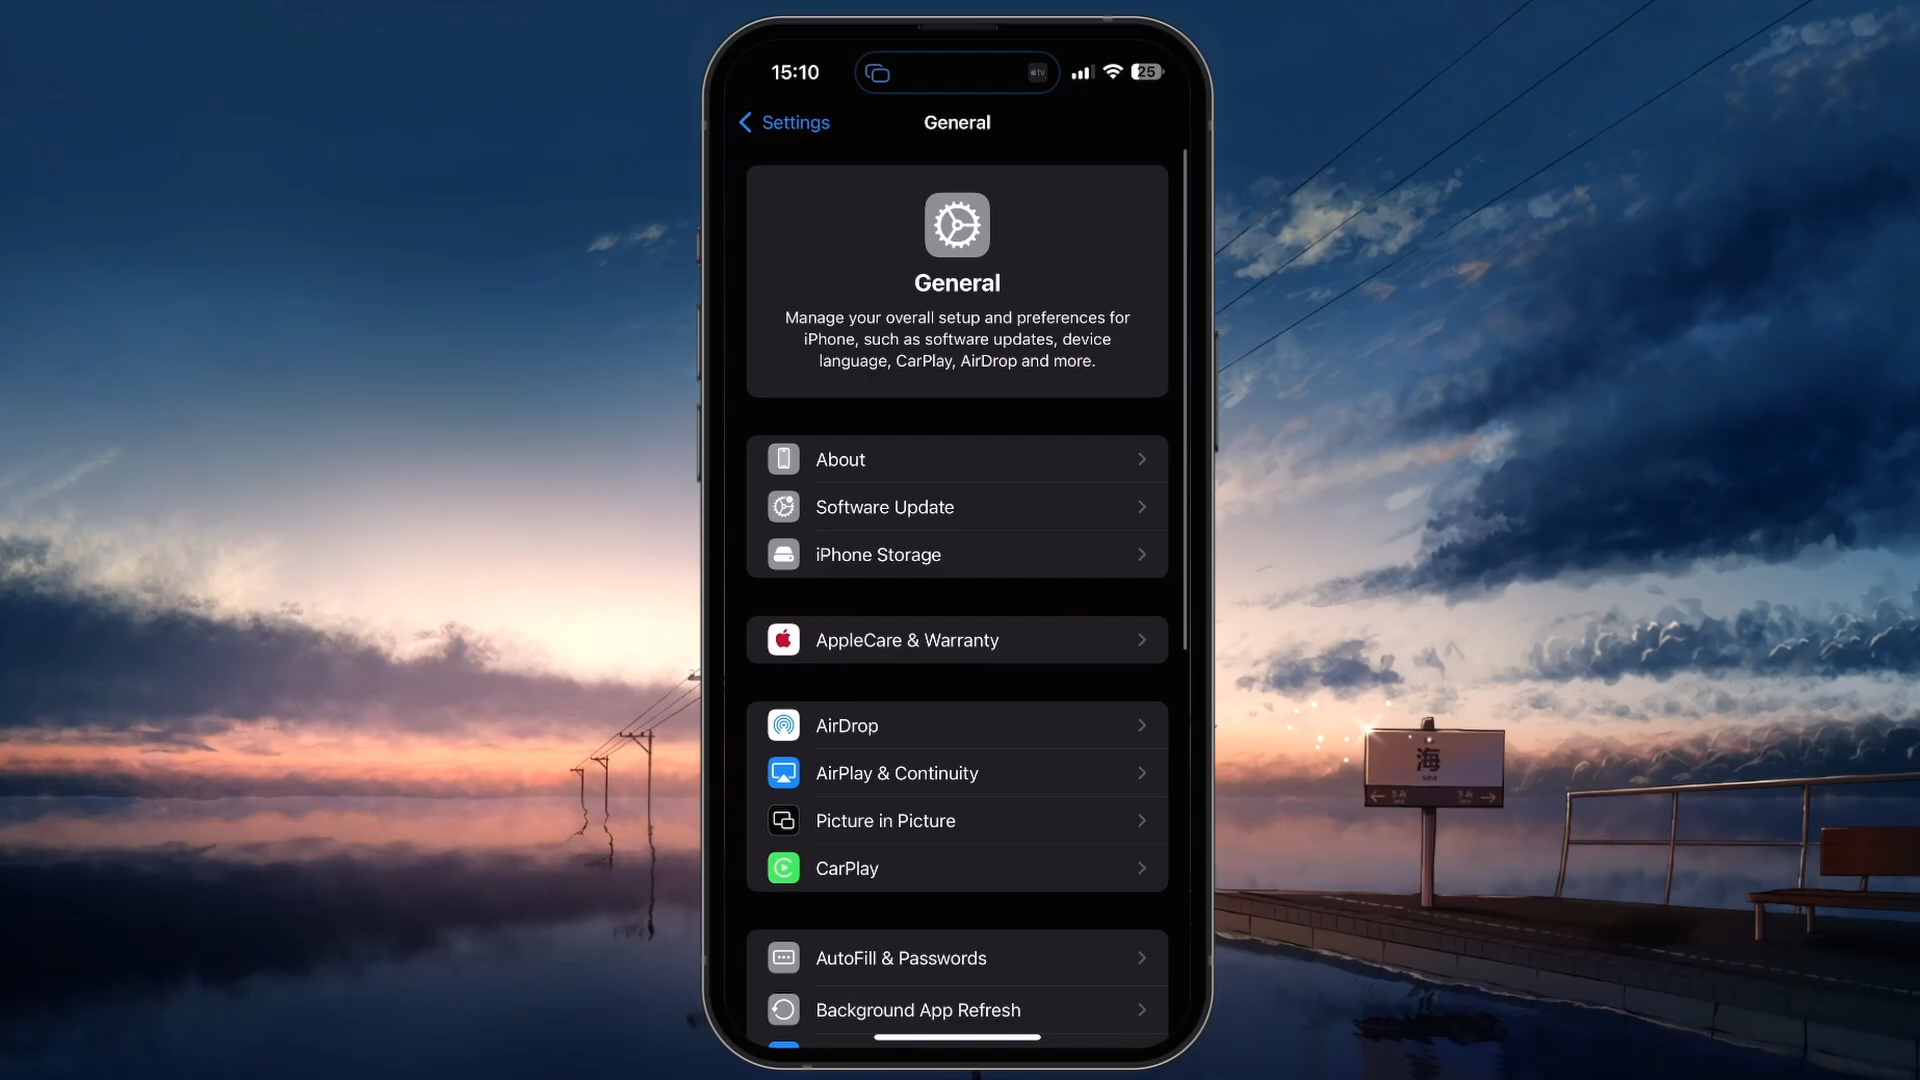 15:10
tv
25
Settings
General
General
Manage your overall setup and preferences for
iPhone, such as software updates, device
language, CarPlay, AirDrop and more.
About
Software Update
iPhone Storage
AppleCare & Warranty
AirDrop
AirPlay & Continuity
Picture in Picture
CarPlay
AutoFill & Passwords
Background App Refresh
海